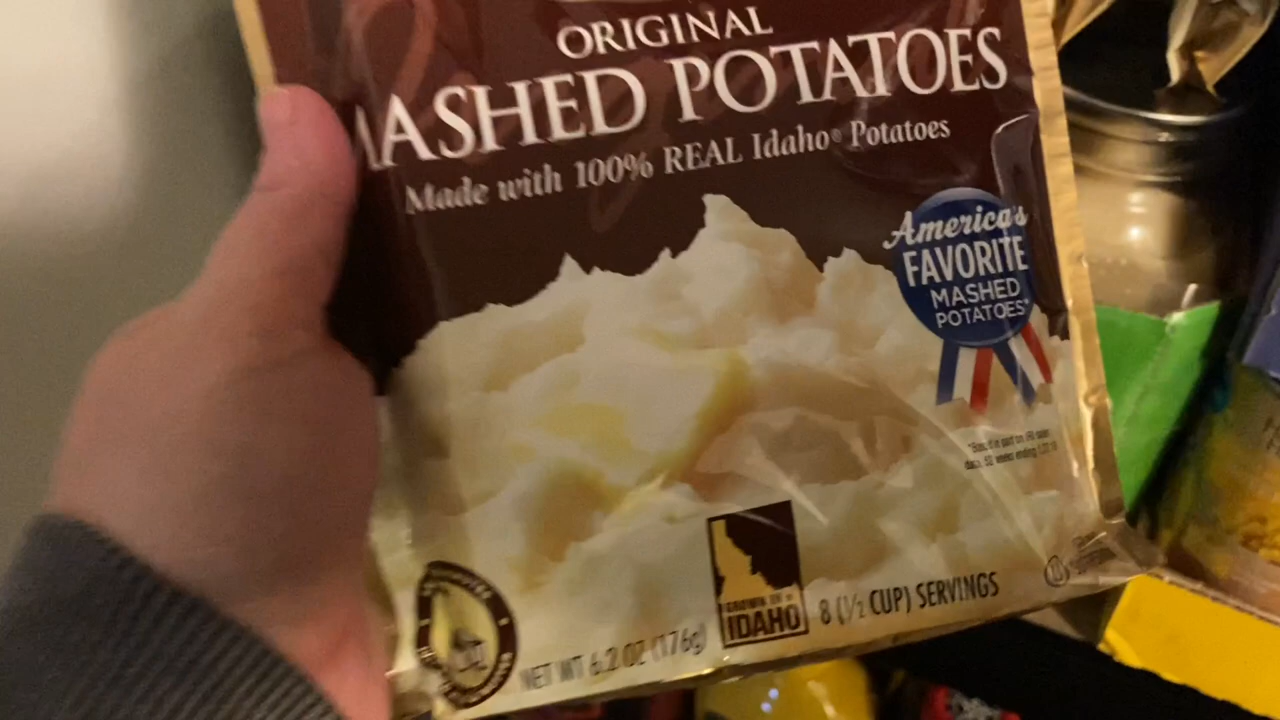 ORIGINAL
MASHED POTATOES
Made with 100% REAL Idaho® Potatoes
America's
FAVORITE
MASHED
POTATOES*
GROWN IN
IDAHO
8 (1/2 CUP) SERVINGS
NET WT 6.2 OZ (176g)